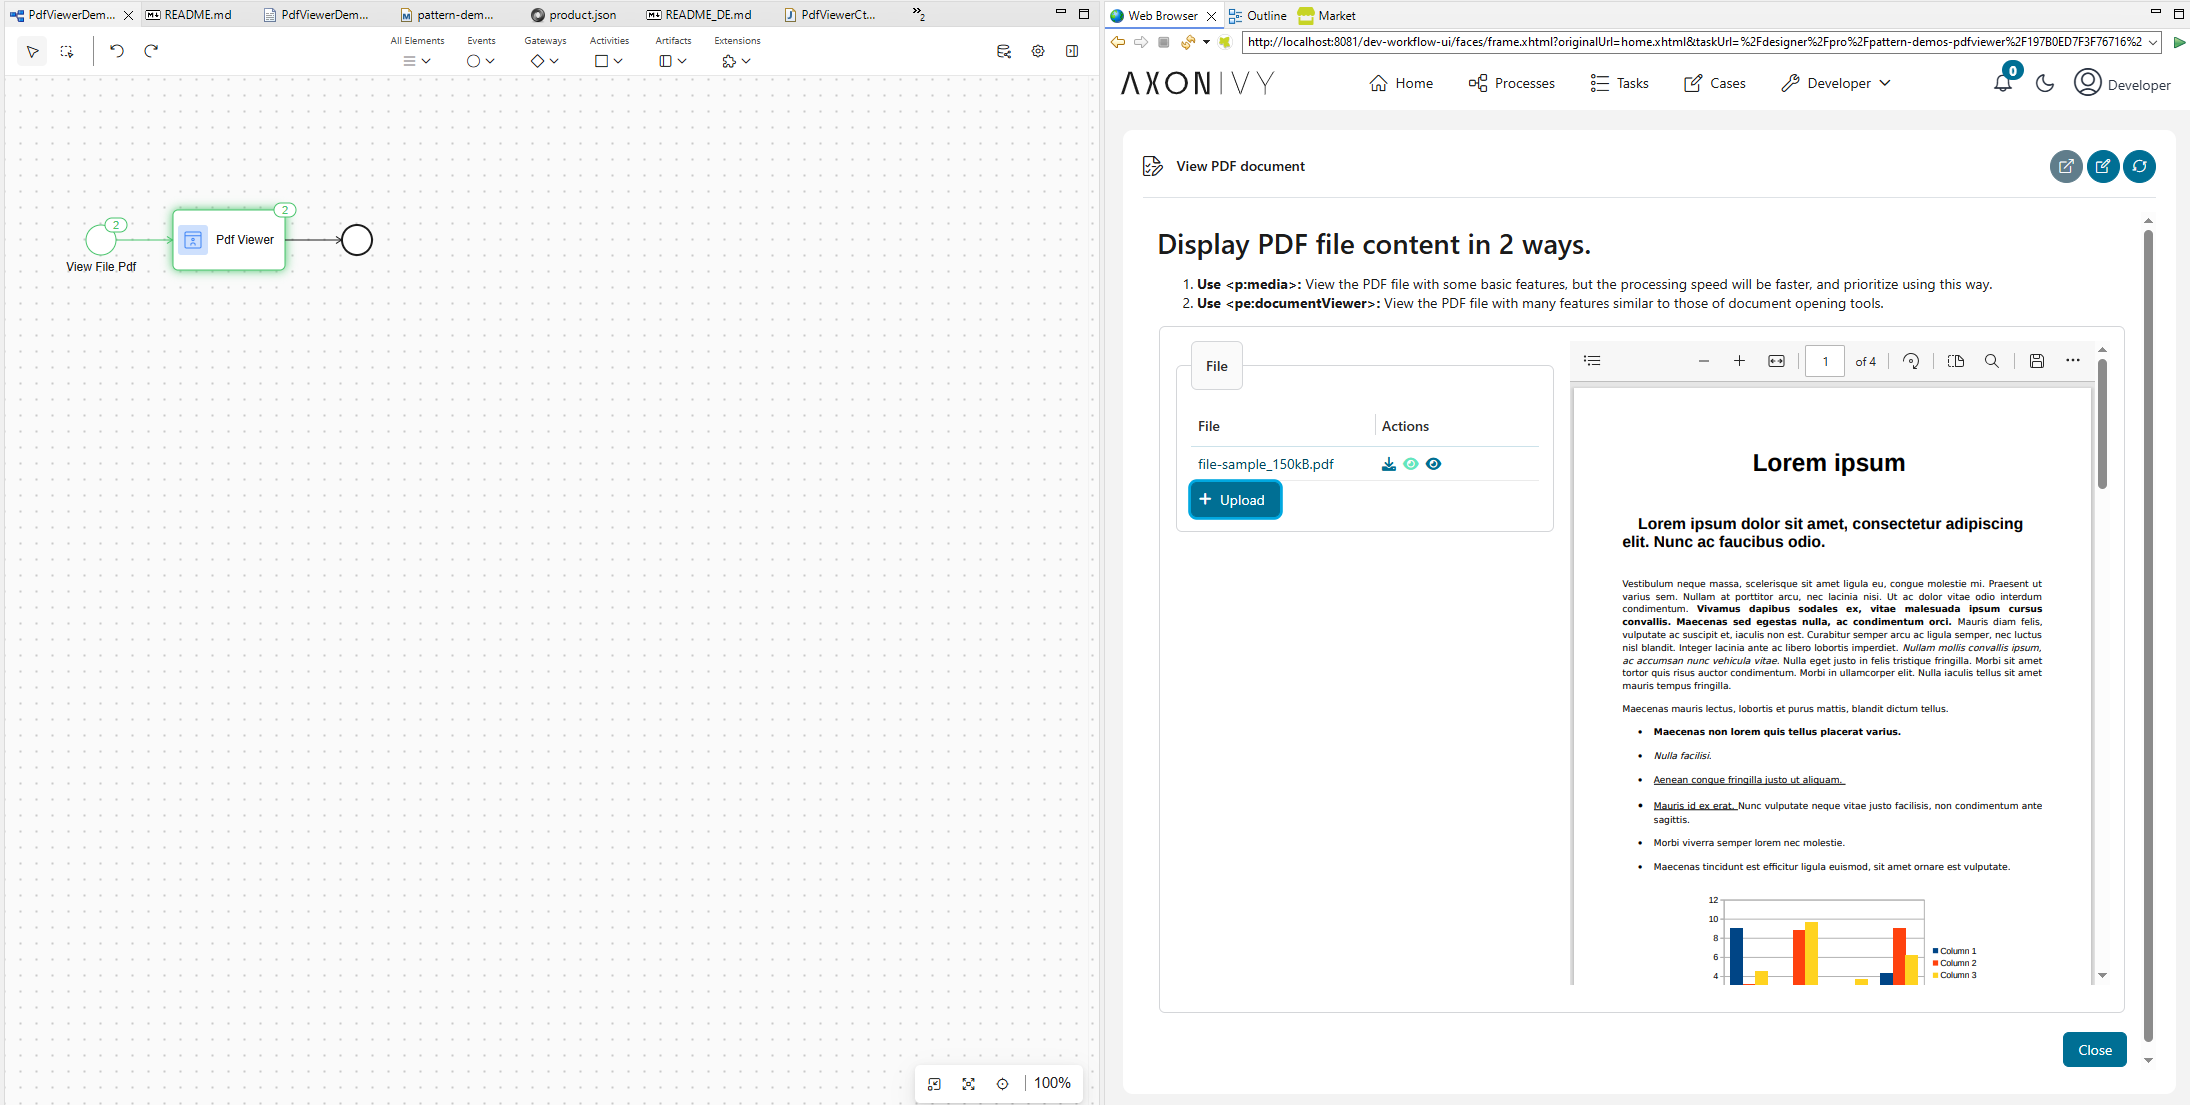 PdfViewerDem...
README.md
PdfViewerDem...
pattern-dem...
product.json
README_DE.md
PdfViewerCt...
»2
All Elements
Events
Gateways
Activities
Artifacts
Extensions
2
2
View File Pdf
Pdf Viewer
100%
Web Browser
Outline
Market
http://localhost:8081/dev-workflow-ui/faces/frame.xhtml?originalUrl=home.xhtml&taskUrl=%2Fdesigner%2Fpro%2Fpattern-demos-pdfviewer%2F197B0ED7F3F76716%2
AXONIVY
Home
Processes
Tasks
Cases
Developer
0
Developer
View PDF document
Display PDF file content in 2 ways.
1. Use <p:media>: View the PDF file with some basic features, but the processing speed will be faster, and prioritize using this way.
2. Use <pe:documentViewer>: View the PDF file with many features similar to those of document opening tools.
File
File
Actions
file-sample_150kB.pdf
+ Upload
1 of 4
Lorem ipsum
Lorem ipsum dolor sit amet, consectetur adipiscing
elit. Nunc ac faucibus odio.
Vestibulum neque massa, scelerisque sit amet ligula eu, congue molestie mi. Praesent ut
varius sem. Nullam at porttitor arcu, nec lacinia nisi. Ut ac dolor vitae odio interdum
condimentum. Vivamus dapibus sodales ex, vitae malesuada ipsum cursus
convallis. Maecenas sed egestas nulla, ac condimentum orci. Mauris diam felis,
vulputate ac suscipit et, iaculis non est. Curabitur semper arcu ac ligula semper, nec luctus
nisl blandit. Integer lacinia ante ac libero lobortis imperdiet. Nullam mollis convallis ipsum,
ac accumsan nunc vehicula vitae. Nulla eget justo in felis tristique fringilla. Morbi sit amet
tortor quis risus auctor condimentum. Morbi in ullamcorper elit. Nulla iaculis tellus sit amet
mauris tempus fringilla.
Maecenas mauris lectus, lobortis et purus mattis, blandit dictum tellus.
• Maecenas non lorem quis tellus placerat varius.
• Nulla facilisi.
• Aenean congue fringilla justo ut aliquam.
• Mauris id ex erat. Nunc vulputate neque vitae justo facilisis, non condimentum ante
sagittis.
• Morbi viverra semper lorem nec molestie.
• Maecenas tincidunt est efficitur ligula euismod, sit amet ornare est vulputate.
12
10
8
6
4
Column 1
Column 2
Column 3
Close